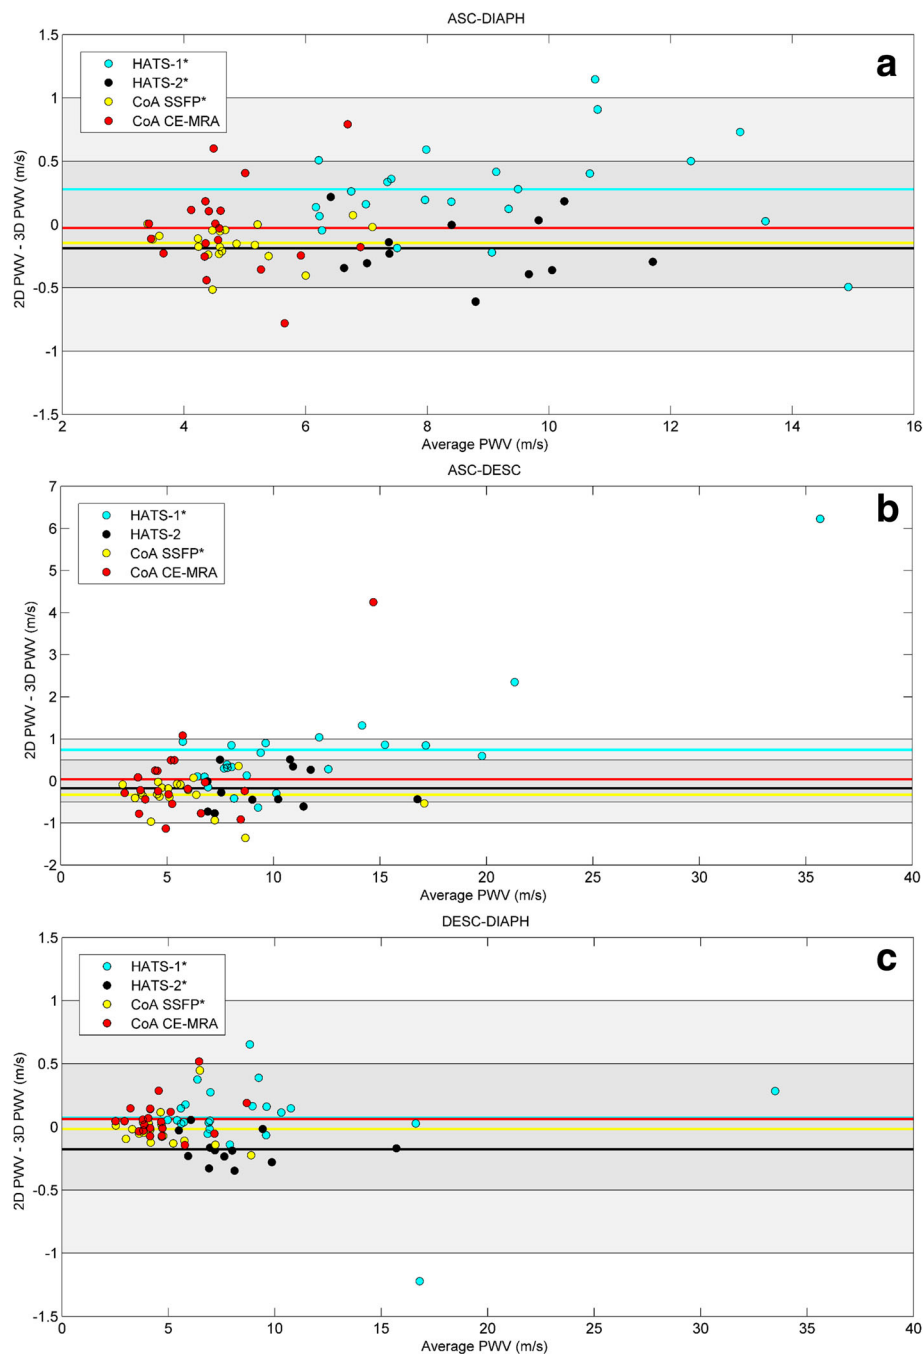 ASC-DIAPH
a
HATS-1*
HATS-2*
CoA SSFP*
CoA CE-MRA
1.5
1
0.5
0
-0.5
-1
-1.5
2D PWV - 3D PWV (m/s)
2 4 6 8 10 12 14 16
Average PWV (m/s)
ASC-DESC
b
HATS-1*
HATS-2
CoA SSFP*
CoA CE-MRA
7
6
5
4
3
2
1
0
-1
-2
2D PWV - 3D PWV (m/s)
0 5 10 15 20 25 30 35 40
Average PWV (m/s)
DESC-DIAPH
c
HATS-1*
HATS-2*
CoA SSFP*
CoA CE-MRA
1.5
1
0.5
0
-0.5
-1
-1.5
2D PWV - 3D PWV (m/s)
0 5 10 15 20 25 30 35 40
Average PWV (m/s)